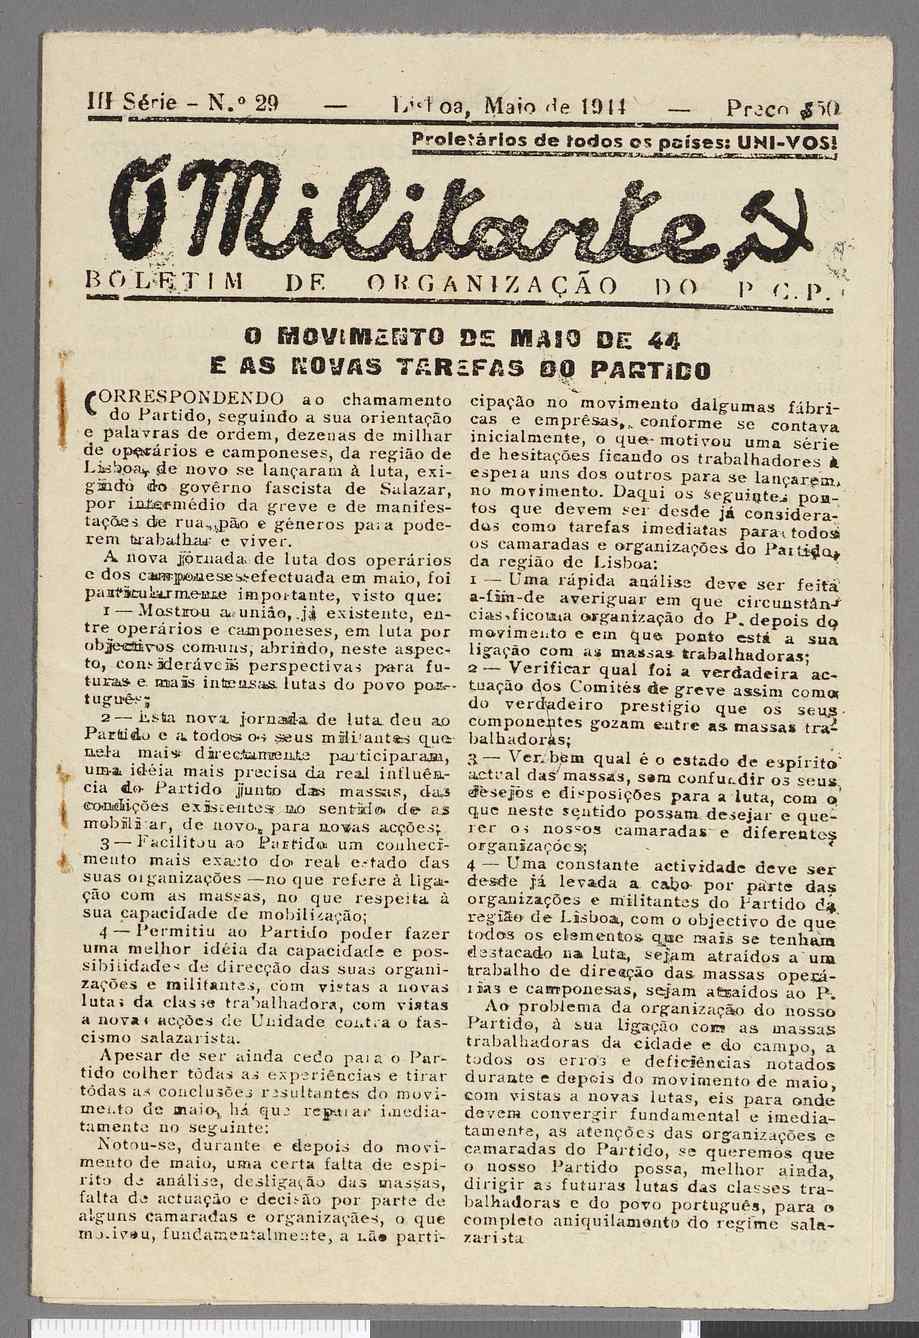 III Série – N.º 29 — Lisboa, Maio de 1944 — Preço $50
Proletários de todos os países: UNI-VOS!
O Militante
BOLETIM DE ORGANIZAÇÃO DO P.C.P.
O MOVIMENTO DE MAIO DE 44
E AS NOVAS TAREFAS DO PARTIDO
CORRESPONDENDO ao chamamento
do Partido, seguindo a sua orientação
e palavras de ordem, dezenas de milhar
de operários e camponeses, da região de
Lisboa, de novo se lançaram à luta, exi-
gindo do govêrno fascista de Salazar,
por intermédio da greve e de manifes-
tações de rua, pão e géneros para pode-
rem trabalhar e viver.
A nova jornada de luta dos operários
e dos camponeses efectuada em maio, foi
particularmente importante, visto que:
1 — Mostrou a união, já existente, en-
tre operários e camponeses, em luta por
objectivos comuns, abrindo, neste aspec-
to, consideráveis perspectivas para fu-
turas e mais intensas lutas do povo por-
tuguês;
2 — Esta nova jornada de luta deu ao
Partido e a todos os seus militantes que
nela mais directamente participaram,
uma idéia mais precisa da real influên-
cia do Partido junto das massas, das
condições existentes no sentido de as
mobilizar, de novo, para novas acções;
3 — Facilitou ao Partido um conheci-
mento mais exacto do real estado das
suas organizações — no que refere à liga-
ção com as massas, no que respeita à
sua capacidade de mobilização;
4 — Permitiu ao Partido poder fazer
uma melhor idéia da capacidade e pos-
sibilidades de direcção das suas organi-
zações e militantes, com vistas a novas
lutas da classe trabalhadora, com vistas
a novas acções de Unidade contra o fas-
cismo salazarista.
Apesar de ser ainda cedo para o Par-
tido colher tôdas as experiências e tirar
tôdas as conclusões resultantes do movi-
mento de maio, há que reparar imedia-
tamente no seguinte:
Notou-se, durante e depois do movi-
mento de maio, uma certa falta de espi-
rito de análise, desligação das massas,
falta de actuação e decisão por parte de
alguns camaradas e organizações, o que
motivou, fundamentalmente, a não parti-
cipação no movimento dalgumas fábri-
cas e emprêsas, conforme se contava
inicialmente, o que motivou uma série
de hesitações ficando os trabalhadores à
espera uns dos outros para se lançarem
no movimento. Daqui os seguintes pon-
tos que devem ser desde já considera-
dos como tarefas imediatas para todos
os camaradas e organizações do Partido,
da região de Lisboa:
1 — Uma rápida análise deve ser feita
a-fim-de averiguar em que circunstân-
cias ficou a organização do P. depois do
movimento e em que ponto está a sua
ligação com as massas trabalhadoras;
2 — Verificar qual foi a verdadeira ac-
tuação dos Comités de greve assim como
do verdadeiro prestígio que os seus
componentes gozam entre as massas tra-
balhadoras;
3 — Ver bem qual é o estado de espírito
actual das massas, sem confundir os seus
desejos e disposições para a luta, com o
que neste sentido possam desejar e que-
rer os nossos camaradas e diferentes
organizações;
4 — Uma constante actividade deve ser
desde já levada a cabo por parte das
organizações e militantes do Partido da
região de Lisboa, com o objectivo de que
todos os elementos que mais se tenham
destacado na luta, sejam atraídos a um
trabalho de direcção das massas operá-
rias e camponesas, sejam atraídos ao P.
Ao problema da organização do nosso
Partido, à sua ligação com as massas
trabalhadoras da cidade e do campo, a
todos os erros e deficiências notados
durante e depois do movimento de maio,
com vistas a novas lutas, eis para onde
devem convergir fundamental e imedia-
tamente, as atenções das organizações e
camaradas do Partido, se queremos que
o nosso Partido possa, melhor ainda,
dirigir as futuras lutas das classes tra-
balhadoras e do povo português, para o
completo aniquilamento do regime sala-
zarista